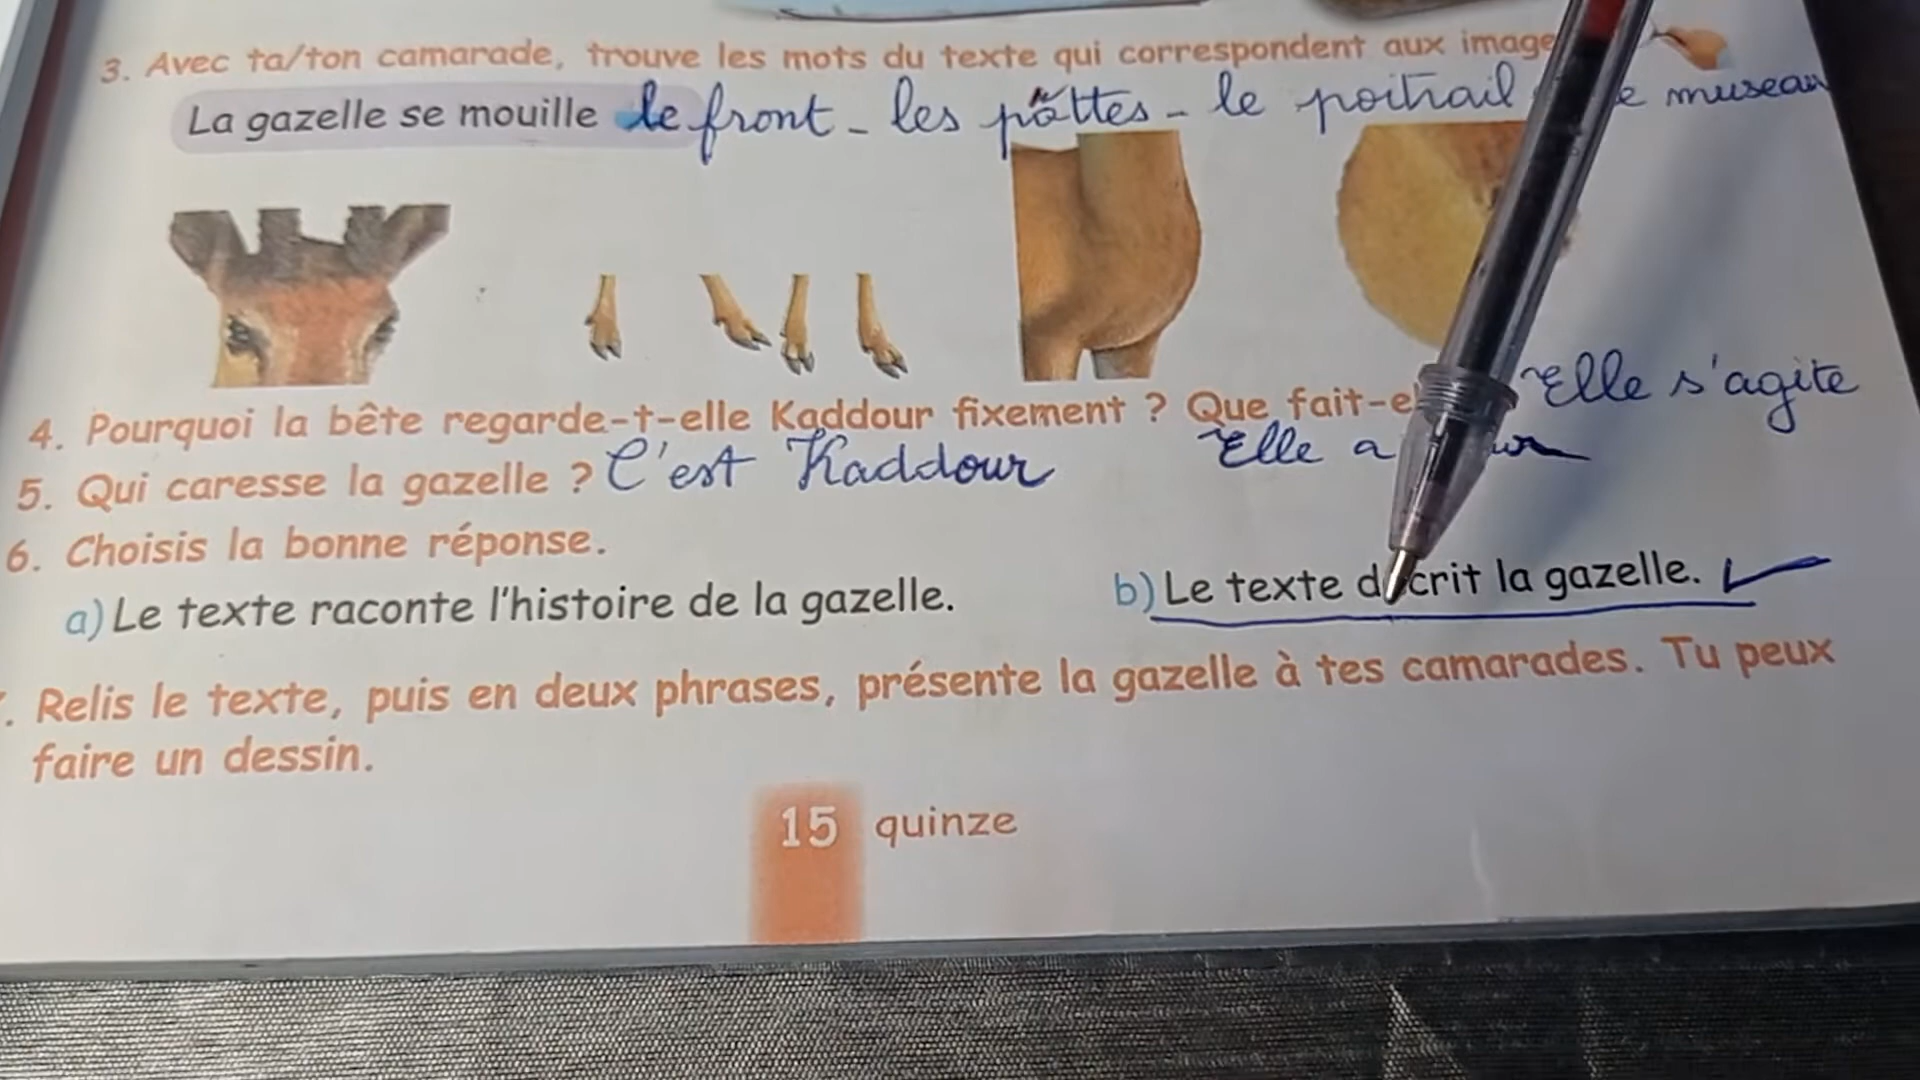 3. Avec ta/ton camarade, trouve les mots du texte qui correspondent aux image
La gazelle se mouille le front - les pattes - le poitrail museau
4. Pourquoi la bête regarde-t-elle Kaddour fixement ? Que fait-el Elle s'agite
Elle a
5. Qui caresse la gazelle ? C'est Kaddour
6. Choisis la bonne réponse.
a) Le texte raconte l'histoire de la gazelle. b) Le texte décrit la gazelle.
. Relis le texte, puis en deux phrases, présente la gazelle à tes camarades. Tu peux
faire un dessin.
15 quinze